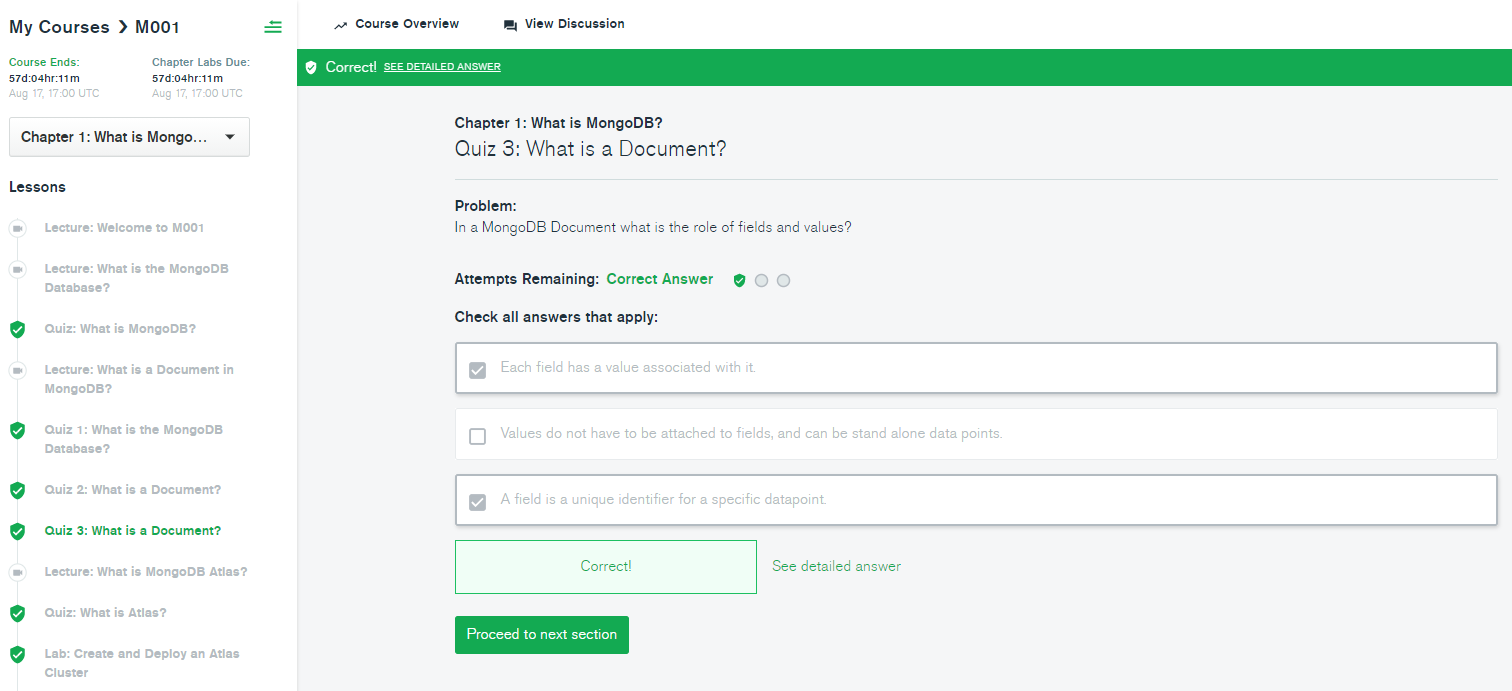 My Courses ❯ M001
Course Ends:
57d:04hr:11m
Aug 17, 17:00 UTC
Chapter Labs Due:
57d:04hr:11m
Aug 17, 17:00 UTC
Chapter 1: What is Mongo...
Lessons
Lecture: Welcome to M001
Lecture: What is the MongoDB
Database?
Quiz: What is MongoDB?
Lecture: What is a Document in
MongoDB?
Quiz 1: What is the MongoDB
Database?
Quiz 2: What is a Document?
Quiz 3: What is a Document?
Lecture: What is MongoDB Atlas?
Quiz: What is Atlas?
Lab: Create and Deploy an Atlas
Cluster
Course Overview
View Discussion
Correct! SEE DETAILED ANSWER
Chapter 1: What is MongoDB?
Quiz 3: What is a Document?
Problem:
In a MongoDB Document what is the role of fields and values?
Attempts Remaining: Correct Answer
Check all answers that apply:
Each field has a value associated with it.
Values do not have to be attached to fields, and can be stand alone data points.
A field is a unique identifier for a specific datapoint.
Correct!
See detailed answer
Proceed to next section